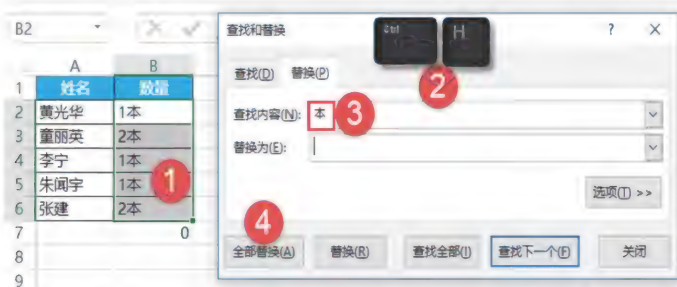 B2
查找和替换
Ctrl
H
?
X
A
B
2
查找(D)
替换(P)
1
姓名
数量
查找内容(N):
本
3
2
黄光华
1本
3
童丽英
2本
替换为(E):
4
李宁
1本
5
朱闻宇
1本
1
选项(T) >>
6
张建
2本
4
7
0
全部替换(A)
替换(R)
查找全部(I)
查找下一个(F)
关闭
8
9